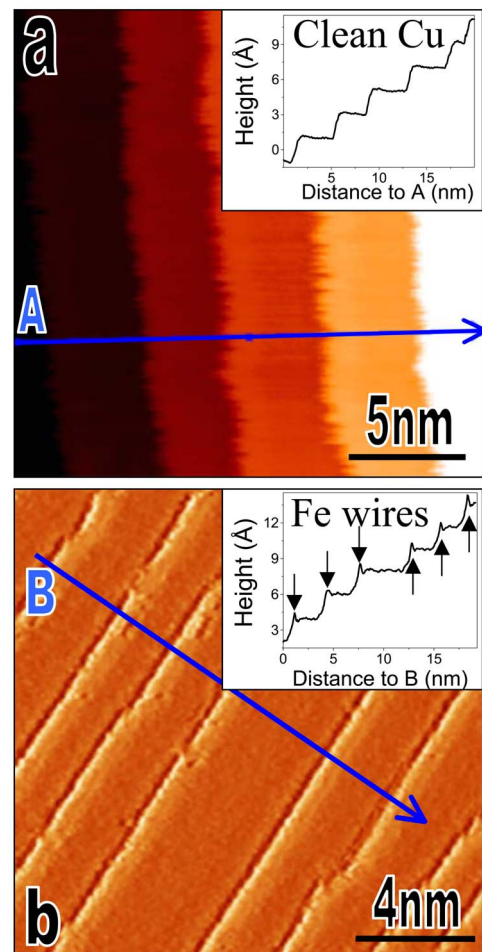 a
Clean Cu
Height (Å)
9
6
3
0
5 10 15
Distance to A (nm)
A
5nm
Fe wires
Height (Å)
12
9
6
3
0 5 10 15
Distance to B (nm)
B
b
4nm